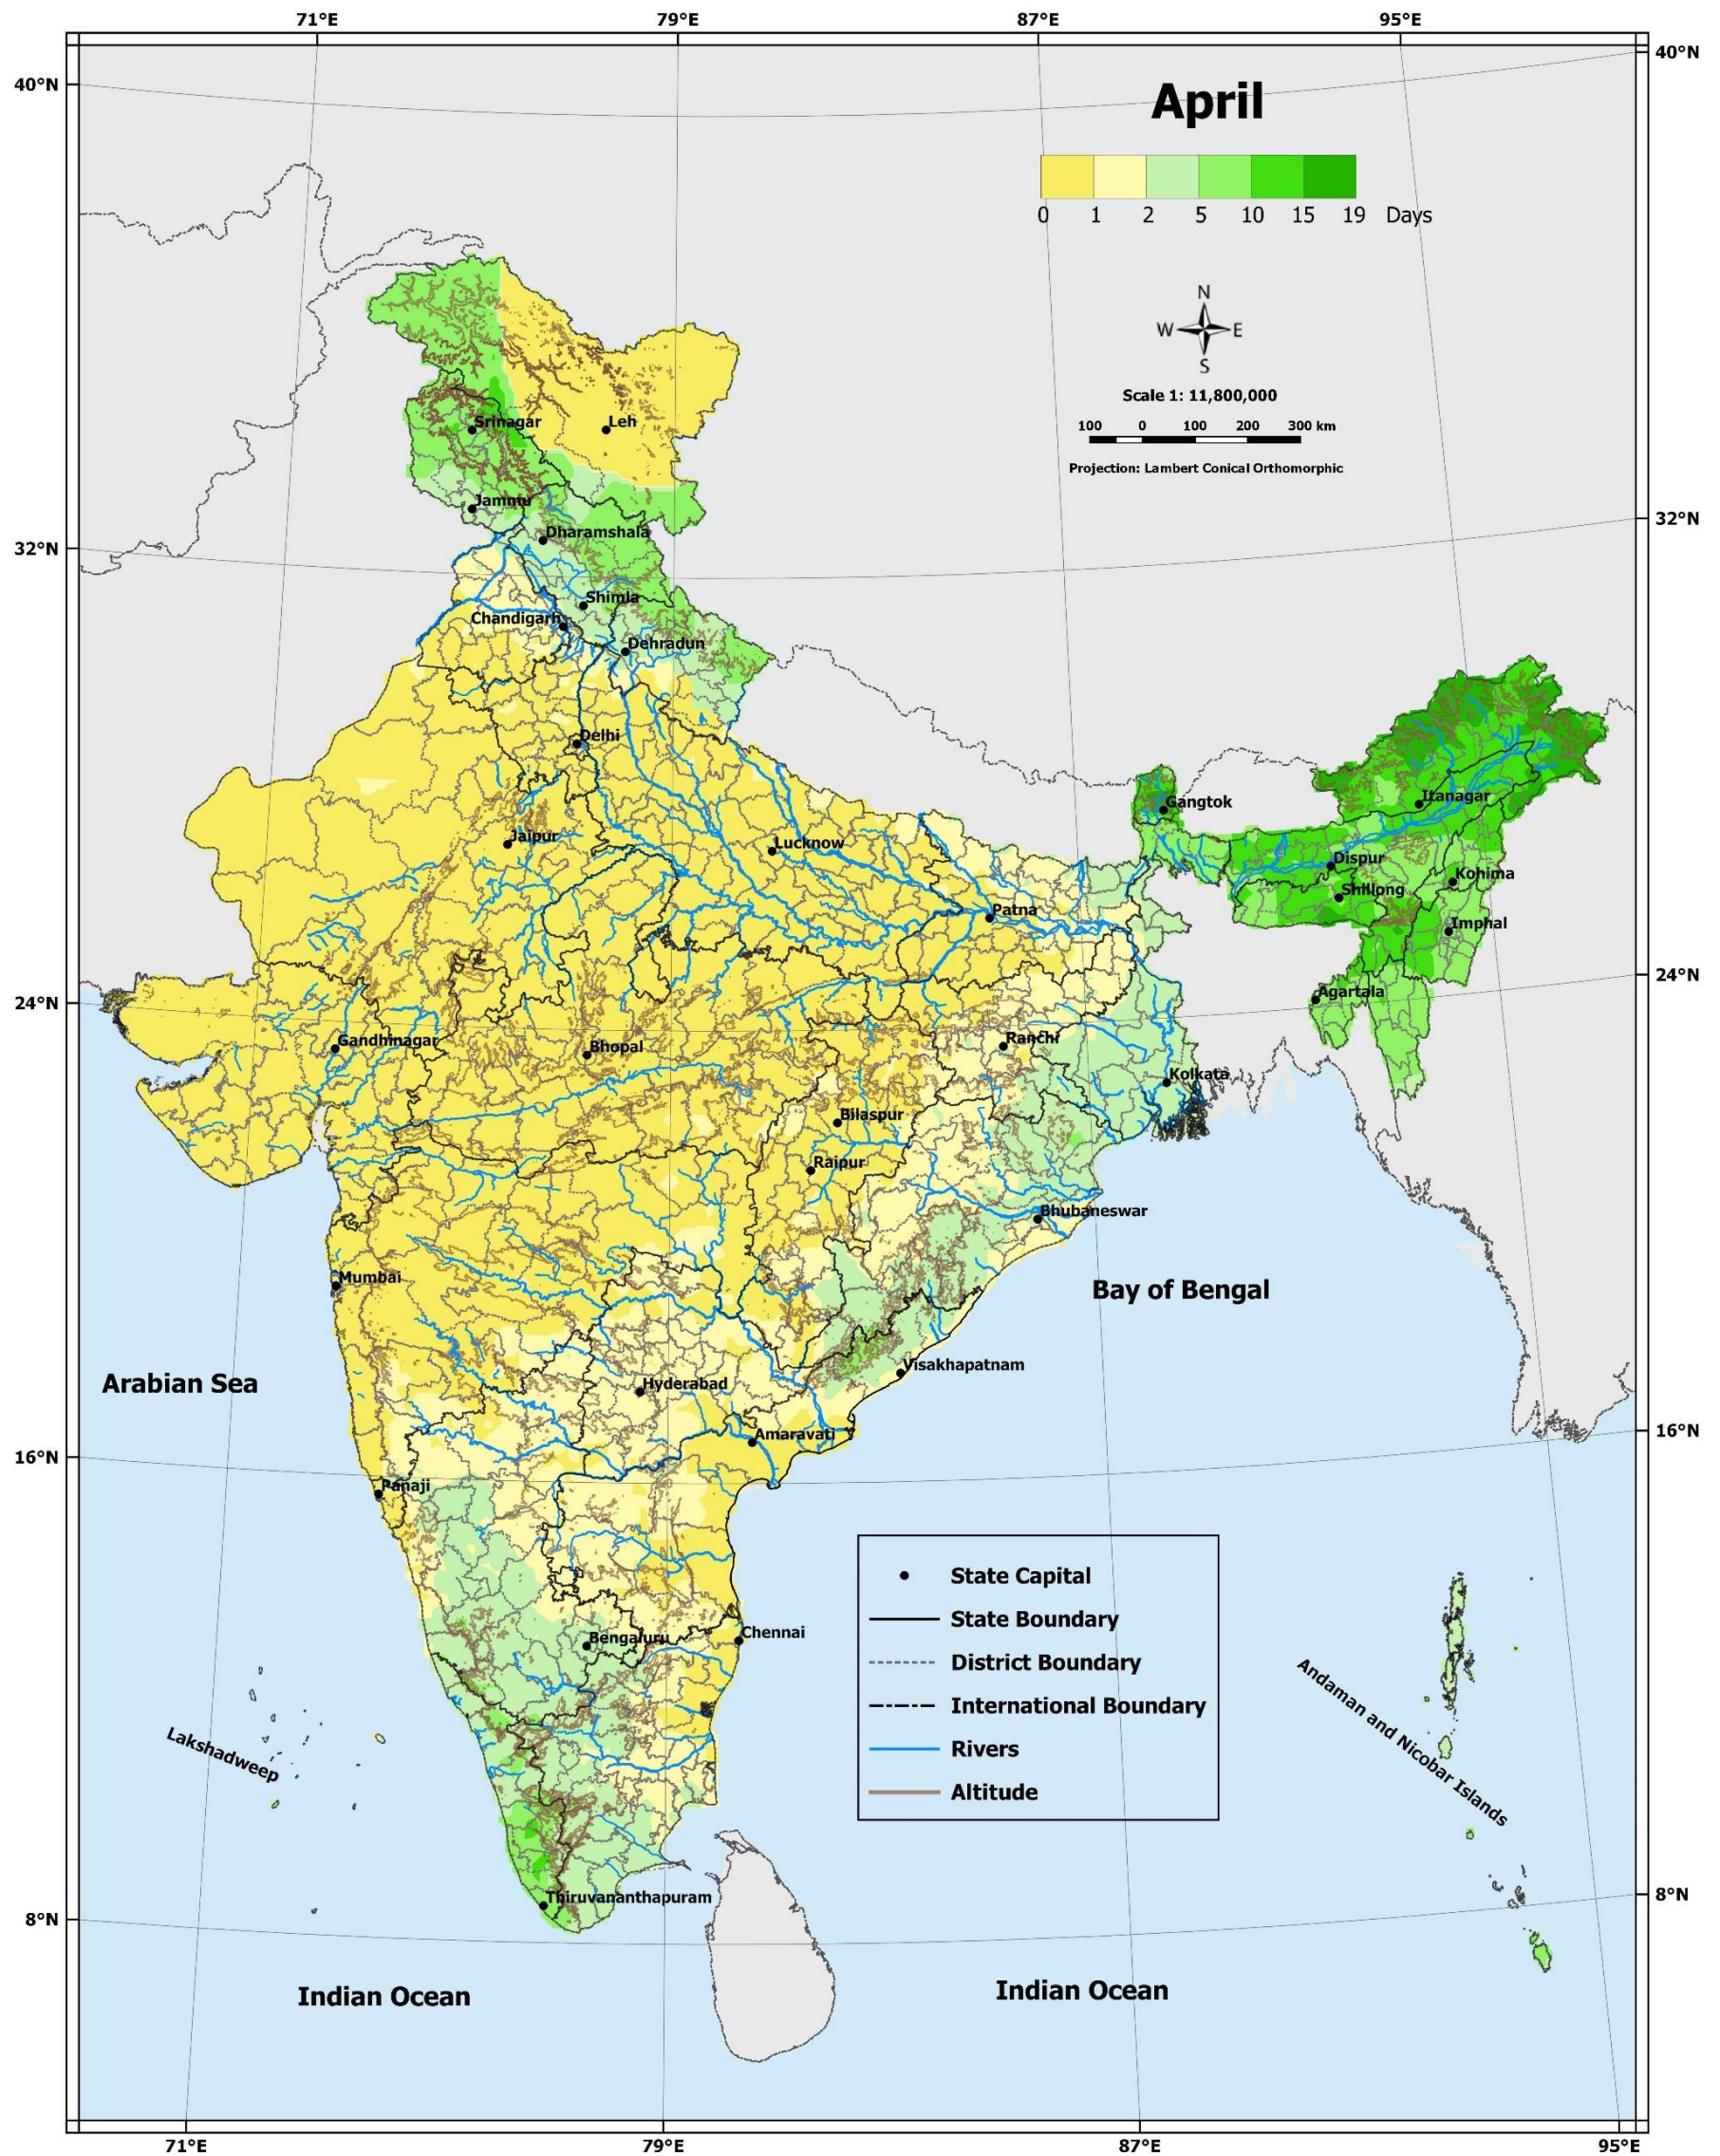 71°E 79°E 87°E 95°E
40°N 40°N
April
0 1 2 5 10 15 19 Days
N
W E
S
Scale 1: 11,800,000
100 0 100 200 300 km
Projection: Lambert Conical Orthomorphic
Srinagar
Leh
Jammu
32°N 32°N
Dharamshala
Shimla
Chandigarh
Dehradun
Delhi
Itanagar
Gangtok
Jaipur
Lucknow
Dispur
Kohima
Shillong
Patna
Imphal
24°N 24°N
Agartala
Gandhinagar
Bhopal
Ranchi
Kolkata
Bilaspur
Raipur
Bhubaneswar
Mumbai
Bay of Bengal
Arabian Sea
Visakhapatnam
Hyderabad
Amaravati
16°N 16°N
Panaji
State Capital
State Boundary
Bengaluru
Chennai
District Boundary
International Boundary
Rivers
Altitude
Lakshadweep
Andaman and Nicobar Islands
Thiruvananthapuram
8°N 8°N
Indian Ocean
Indian Ocean
71°E 79°E 87°E 95°E